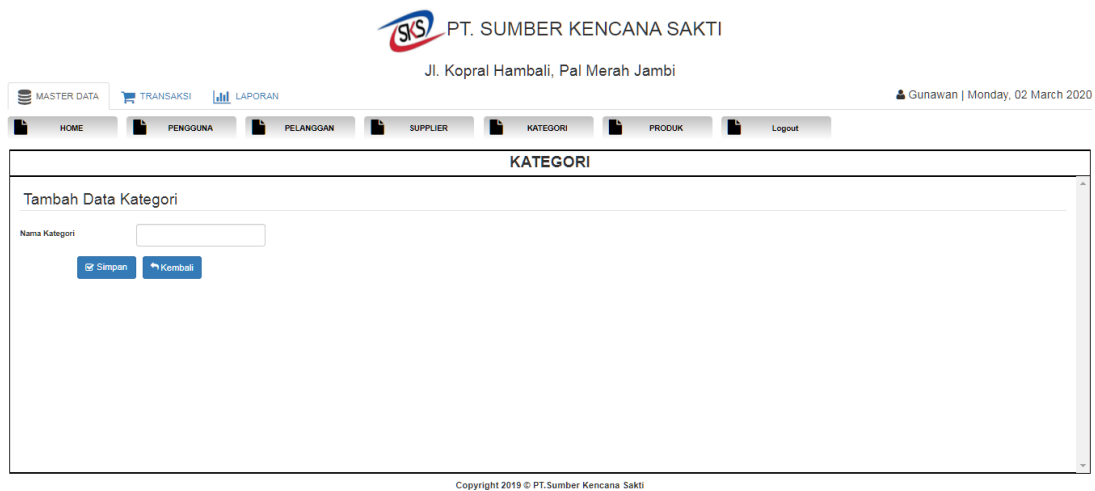 SKS PT. SUMBER KENCANA SAKTI
Jl. Kopral Hambali, Pal Merah Jambi
MASTER DATA TRANSAKSI LAPORAN Gunawan | Monday, 02 March 2020
HOME PENGGUNA PELANGGAN SUPPLIER KATEGORI PRODUK Logout
KATEGORI
Tambah Data Kategori
Nama Kategori
Simpan Kembali
Copyright 2019 © PT.Sumber Kencana Sakti